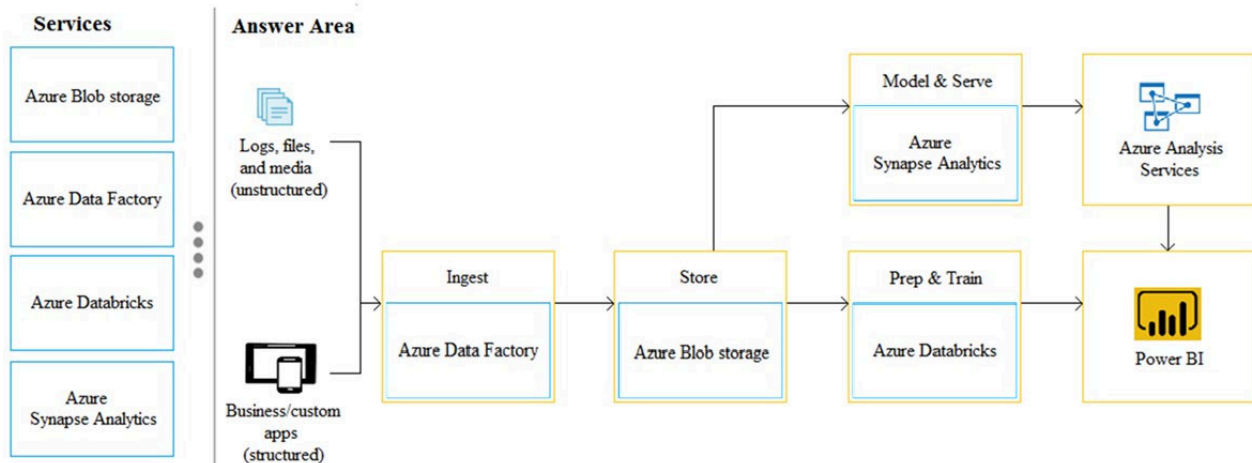 Services
Azure Blob storage
Azure Data Factory
Azure Databricks
Azure
Synapse Analytics
Answer Area
Logs, files,
and media
(unstructured)
Business/custom
apps
(structured)
Ingest
Azure Data Factory
Store
Azure Blob storage
Model & Serve
Azure
Synapse Analytics
Prep & Train
Azure Databricks
Azure Analysis
Services
Power BI